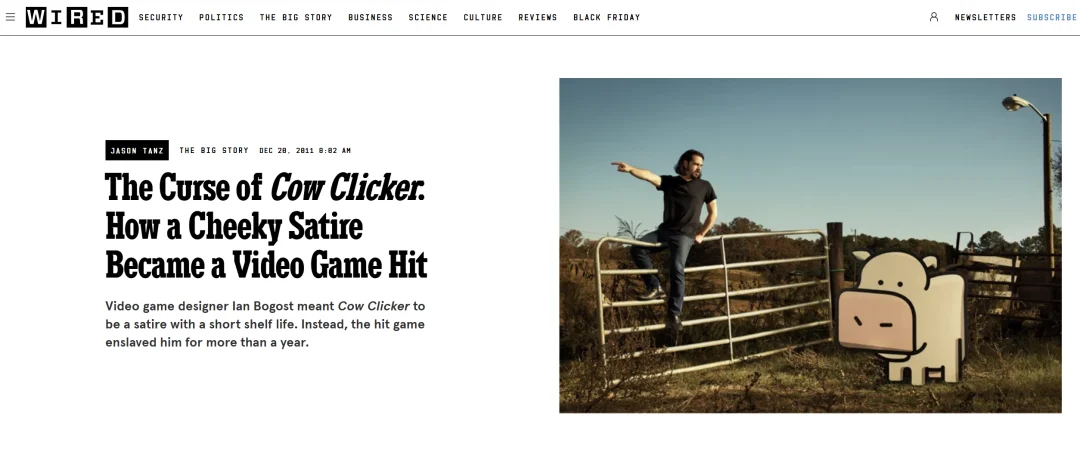 WIRED
SECURITY POLITICS THE BIG STORY BUSINESS SCIENCE CULTURE REVIEWS BLACK FRIDAY
NEWSLETTERS SUBSCRIBE
JASON TANZ THE BIG STORY DEC 20, 2011 8:02 AM
The Curse of Cow Clicker:
How a Cheeky Satire
Became a Video Game Hit
Video game designer Ian Bogost meant Cow Clicker to
be a satire with a short shelf life. Instead, the hit game
enslaved him for more than a year.